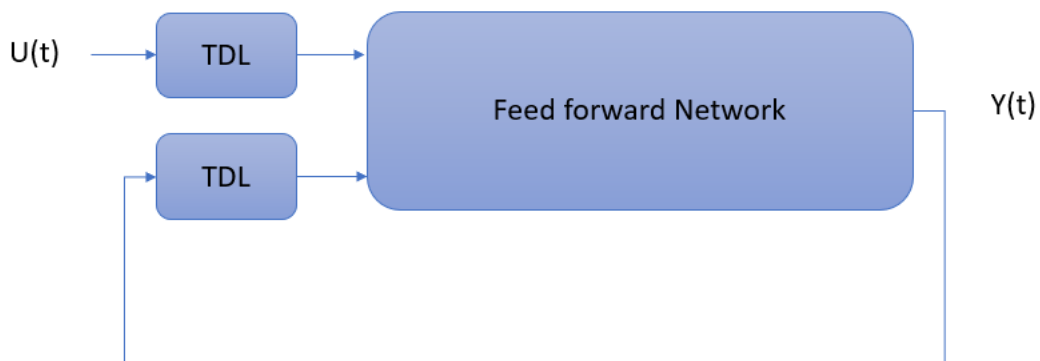 U(t)
TDL
Feed forward Network
Y(t)
TDL